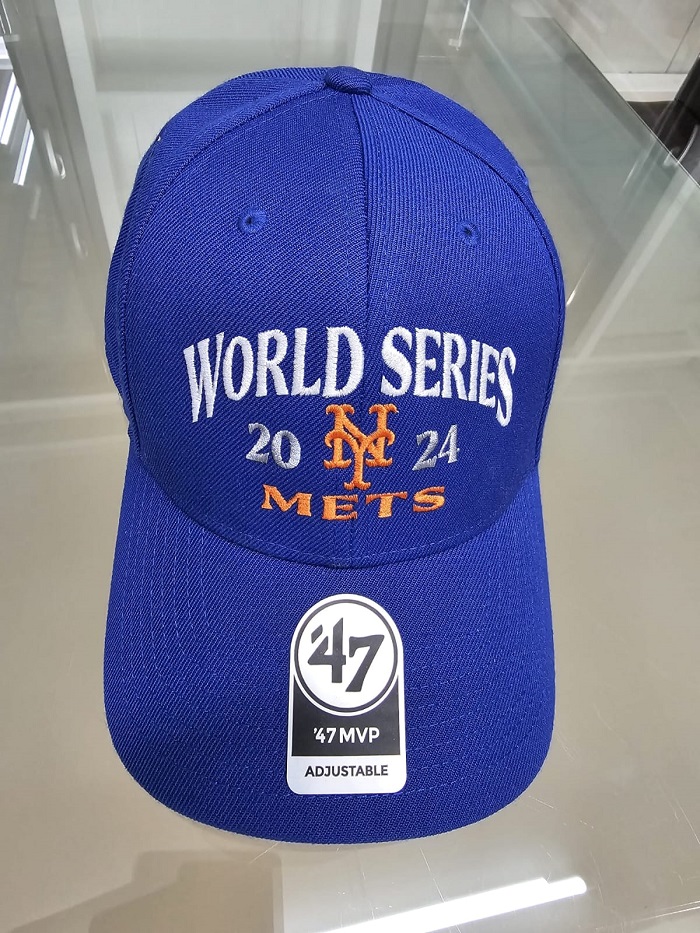 WORLD SERIES
20 NY 24
METS
'47
'47 MVP
ADJUSTABLE